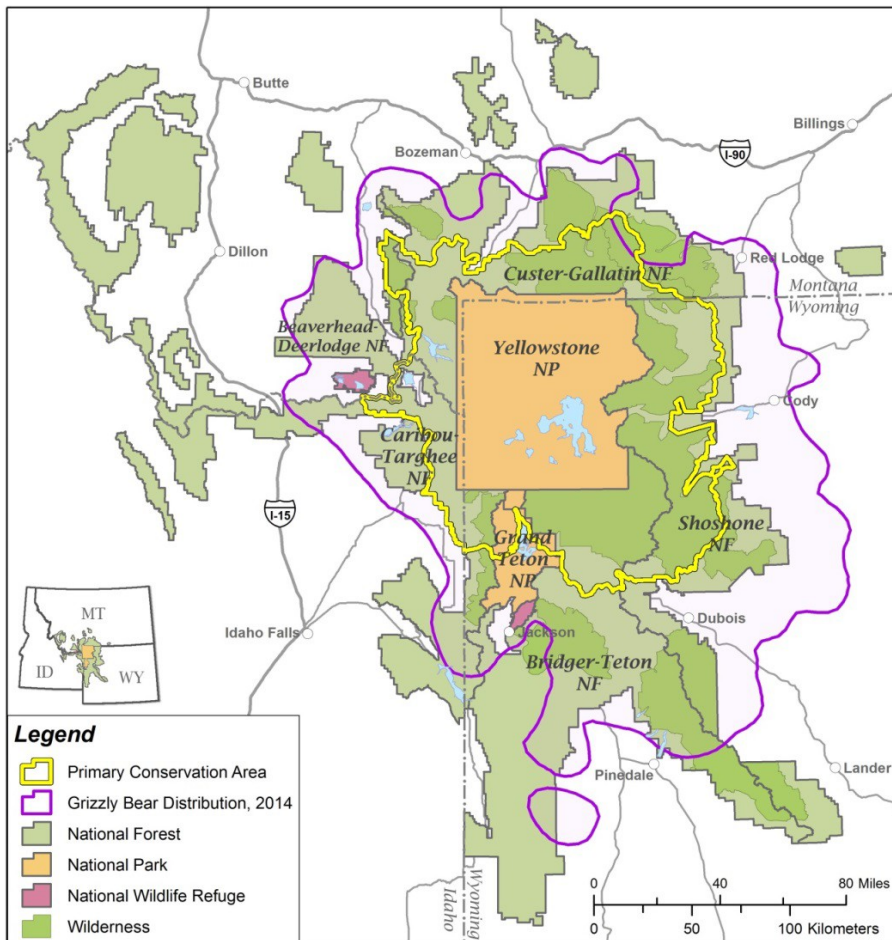 Butte
Billings
Bozeman
I-90
Dillon
Red Lodge
Custer-Gallatin NF
Montana
Wyoming
Beaverhead-
Deerlodge NF
Yellowstone
NP
Cody
Caribou-
Targhee
NF
I-15
Shoshone
NF
Grand
Teton
NP
Dubois
Idaho Falls
Jackson
MT
ID
WY
Bridger-Teton
NF
Legend
Primary Conservation Area
Grizzly Bear Distribution, 2014
National Forest
National Park
National Wildlife Refuge
Wilderness
Pinedale
Lander
Wyoming
Idaho
0 40 80 Miles
0 50 100 Kilometers